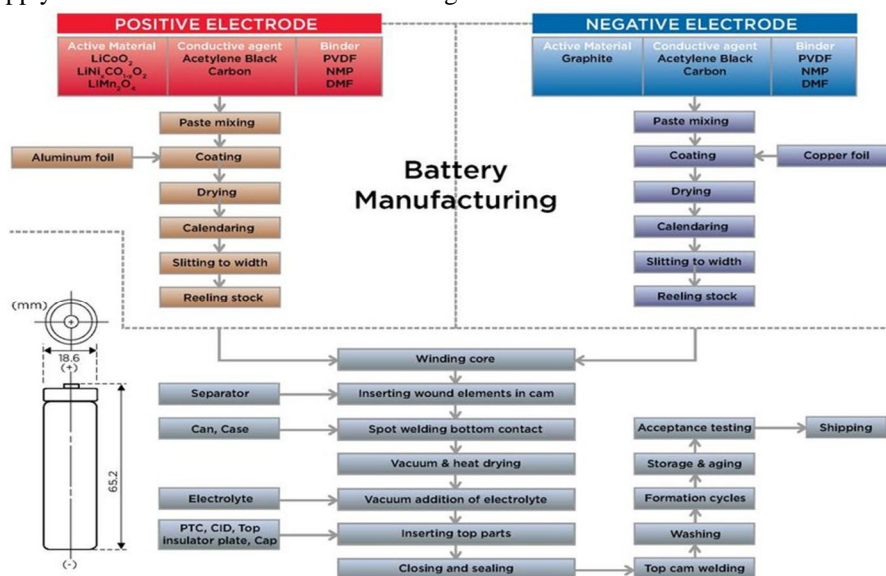 POSITIVE ELECTRODE
Active Material
LiCoO2
LiNixCO1-xO2
LIMn2O4
Conductive agent
Acetylene Black
Carbon
Binder
PVDF
NMP
DMF
NEGATIVE ELECTRODE
Active Material
Graphite
Conductive agent
Acetylene Black
Carbon
Binder
PVDF
NMP
DMF
Battery
Manufacturing
Paste mixing
Aluminum foil
Coating
Drying
Calendaring
Slitting to width
Reeling stock
Paste mixing
Coating
Copper foil
Drying
Calendaring
Slitting to width
Reeling stock
(mm)
18.6
(+)
65.2
(-)
Winding core
Separator
Inserting wound elements in cam
Can, Case
Spot welding bottom contact
Vacuum & heat drying
Electrolyte
Vacuum addition of electrolyte
PTC, CID, Top
insulator plate, Cap
Inserting top parts
Closing and sealing
Acceptance testing
Shipping
Storage & aging
Formation cycles
Washing
Top cam welding